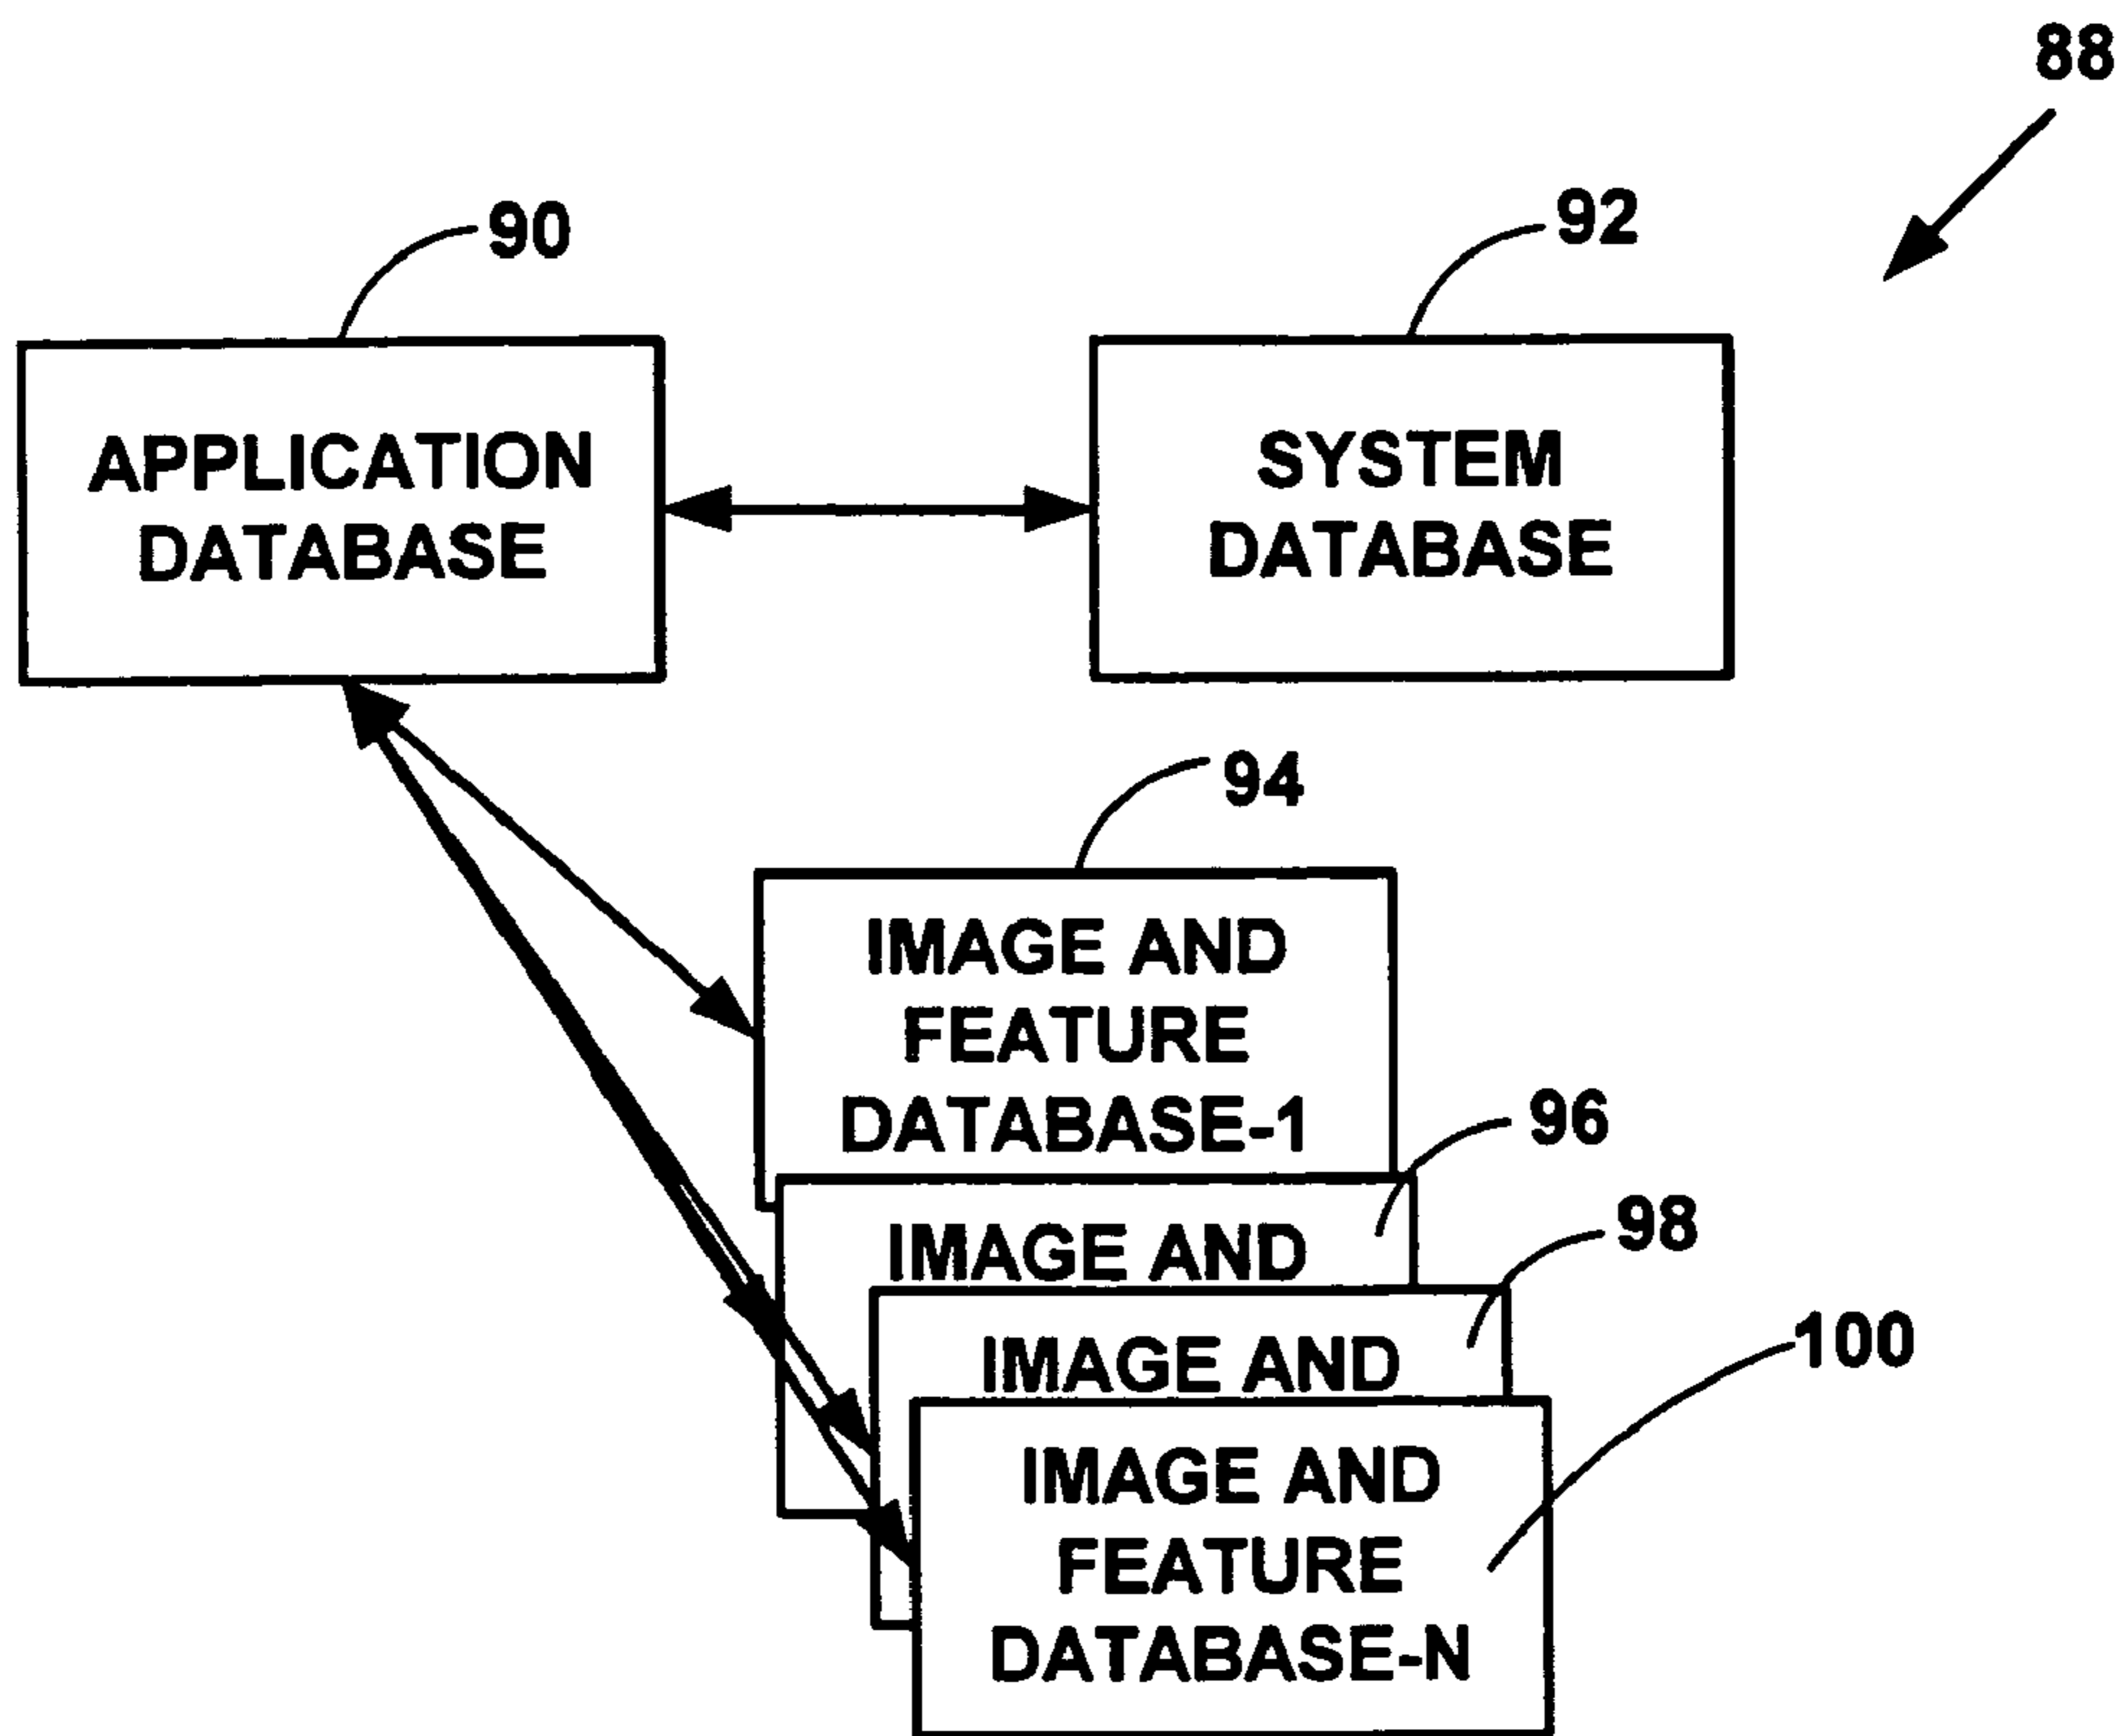 88
90
92
APPLICATION
DATABASE
SYSTEM
DATABASE
94
IMAGE AND
FEATURE
DATABASE-1
96
IMAGE AND
98
IMAGE AND
100
IMAGE AND
FEATURE
DATABASE-N